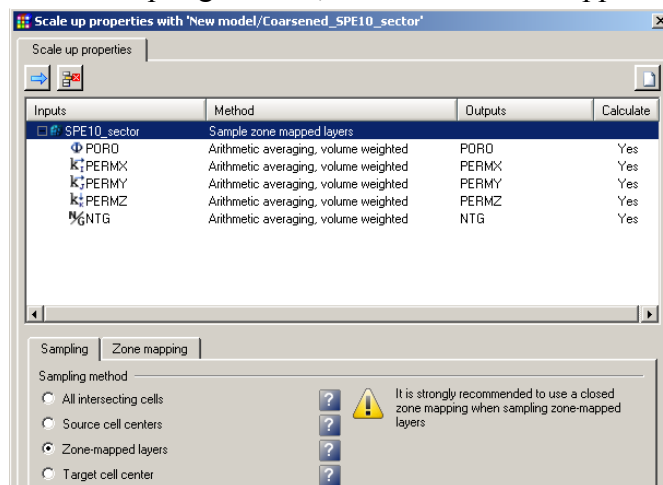 Scale up properties with 'New model/Coarsened_SPE10_sector'
Scale up properties
Inputs Method Outputs Calculate
SPE10_sector Sample zone mapped layers
PORO Arithmetic averaging, volume weighted PORO Yes
PERMX Arithmetic averaging, volume weighted PERMX Yes
PERMY Arithmetic averaging, volume weighted PERMY Yes
PERMZ Arithmetic averaging, volume weighted PERMZ Yes
N/G NTG Arithmetic averaging, volume weighted NTG Yes
Sampling Zone mapping
Sampling method
All intersecting cells ? It is strongly recommended to use a closed
zone mapping when sampling zone-mapped
Source cell centers ? layers
Zone-mapped layers ?
Target cell center ?